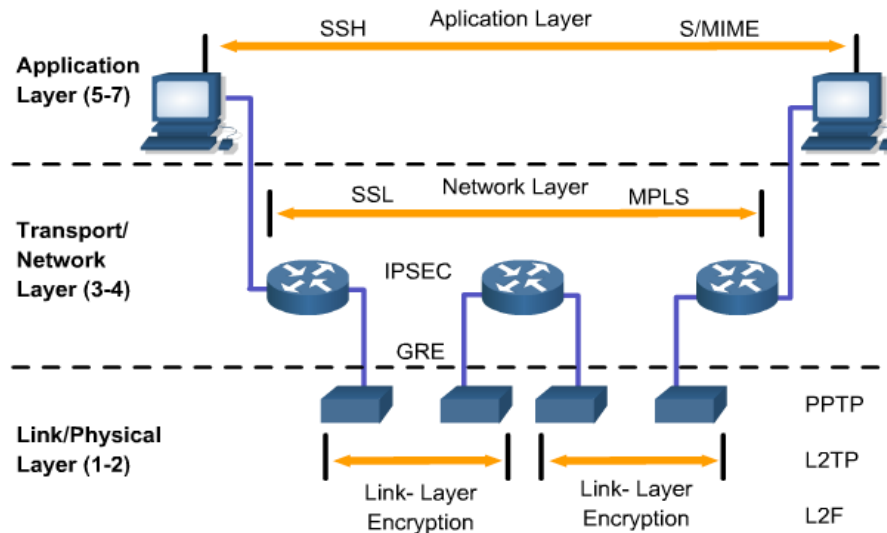 Aplication Layer
SSH
S/MIME
Application
Layer (5-7)
Network Layer
SSL
MPLS
Transport/
Network
Layer (3-4)
IPSEC
GRE
Link/Physical
Layer (1-2)
Link- Layer
Encryption
Link- Layer
Encryption
PPTP
L2TP
L2F